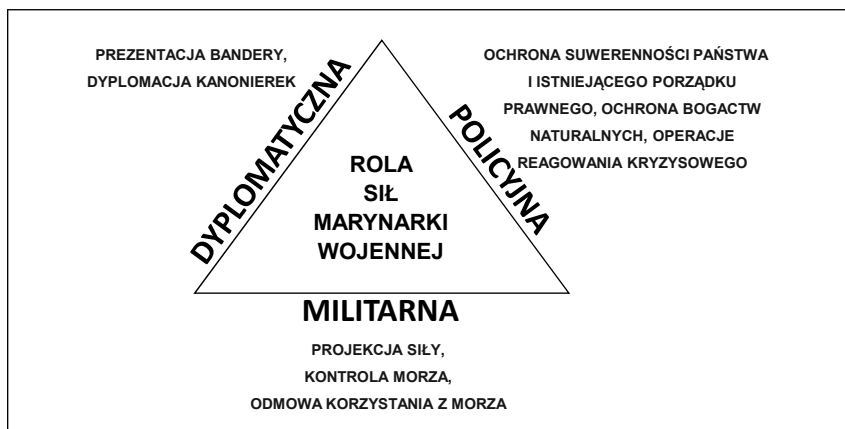 PREZENTACJA BANDERY,
DYPLOMACJA KANONIEREK
DYPLOMATYCZNA
OCHRONA SUWERENNOŚCI PAŃSTWA
I ISTNIEJĄCEGO PORZĄDKU
PRAWNEGO, OCHRONA BOGACTW
NATURALNYCH, OPERACJE
REAGOWANIA KRYZYSOWEGO
POLICYJNA
ROLA
SIŁ
MARYNARKI
WOJENNEJ
MILITARNA
PROJEKCJA SIŁY,
KONTROLA MORZA,
ODMOWA KORZYSTANIA Z MORZA